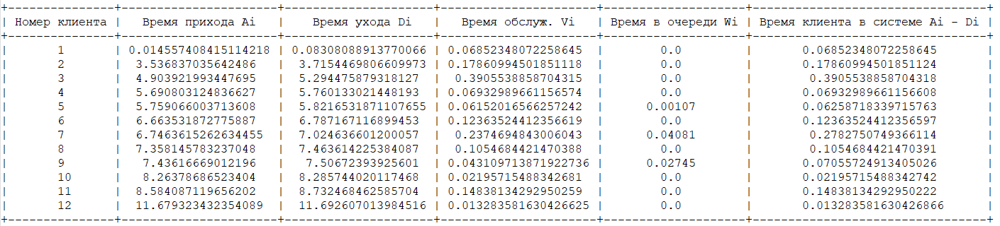 +---------------+----------------------+---------------------+----------------------+----------------------+--------------------------------+
| Номер клиента | Время прихода Ai | Время ухода Di | Время обслуж. Vi | Время в очереди Wi | Время клиента в системе Ai - Di |
+---------------+----------------------+---------------------+----------------------+----------------------+--------------------------------+
| 1 | 0.014557408415114218 | 0.08308088913770066 | 0.06852348072258645 | 0.0 | 0.06852348072258645 |
| 2 | 3.536837035642486 | 3.7154469806609973 | 0.17860994501851118 | 0.0 | 0.17860994501851124 |
| 3 | 4.903921993447695 | 5.294475879318127 | 0.3905538858704315 | 0.0 | 0.3905538858704318 |
| 4 | 5.690803124836627 | 5.760133021448193 | 0.06932989661156574 | 0.0 | 0.06932989661156608 |
| 5 | 5.759066003713608 | 5.8216531871107655 | 0.06152016566257242 | 0.00107 | 0.06258718339715763 |
| 6 | 6.663531872775887 | 6.787167116899453 | 0.12363524412356619 | 0.0 | 0.12363524412356597 |
| 7 | 6.7463615262634455 | 7.024636601200057 | 0.2374694843006043 | 0.04081 | 0.2782750749366114 |
| 8 | 7.358145783237048 | 7.463614225384087 | 0.1054684421470388 | 0.0 | 0.1054684421470391 |
| 9 | 7.43616669012196 | 7.50672393925601 | 0.043109713871922736 | 0.02745 | 0.07055724913405026 |
| 10 | 8.26378686523404 | 8.285744020117468 | 0.02195715488342681 | 0.0 | 0.02195715488342742 |
| 11 | 8.584087119656202 | 8.732468462585704 | 0.14838134292950259 | 0.0 | 0.14838134292950222 |
| 12 | 11.679323432354089 | 11.692607013984516 | 0.013283581630426625 | 0.0 | 0.013283581630426866 |
+---------------+----------------------+---------------------+----------------------+----------------------+--------------------------------+